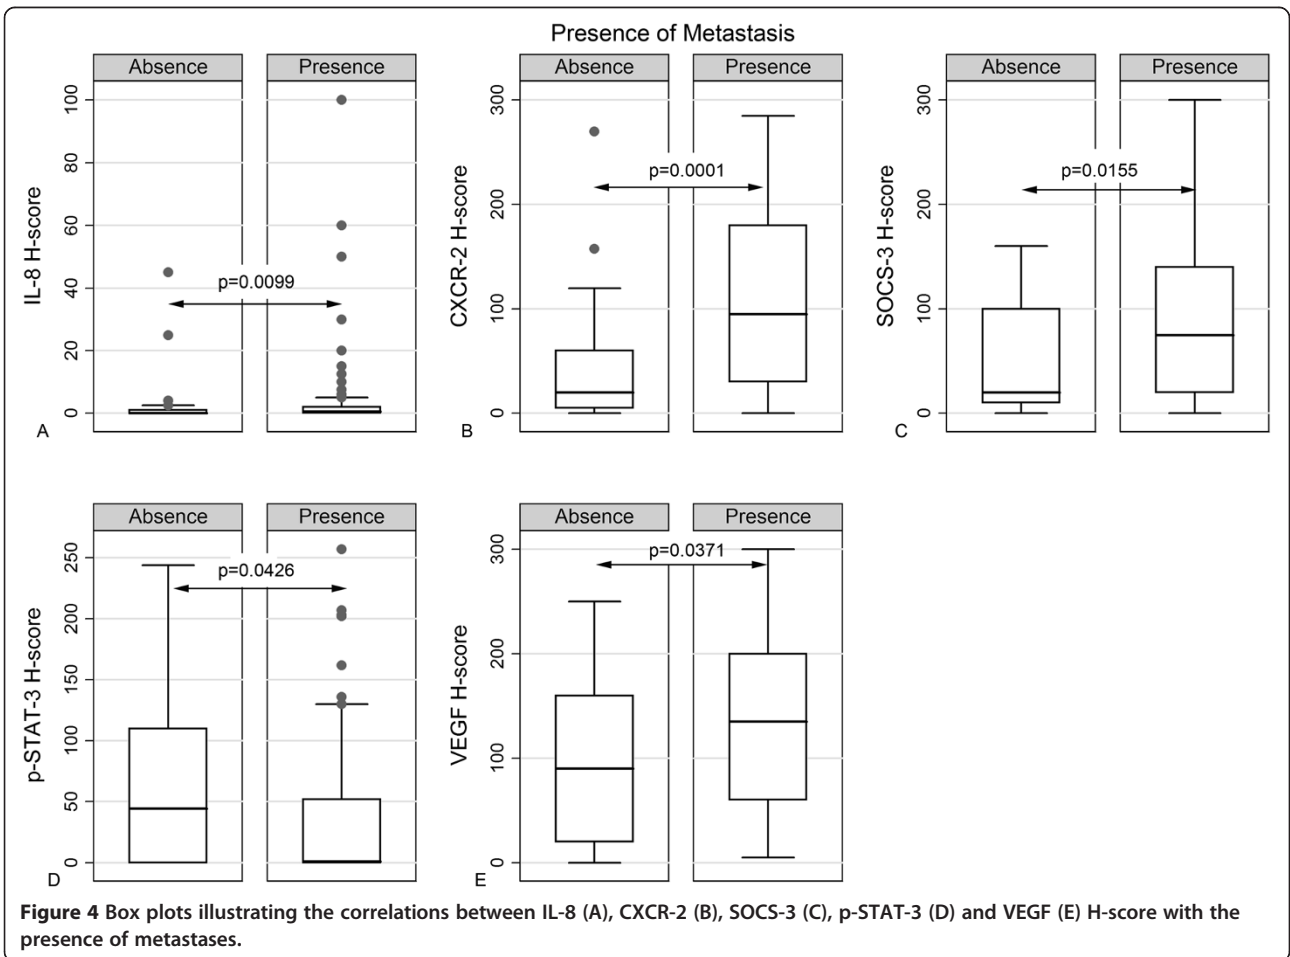 Presence of Metastasis
Absence
Presence
IL-8 H-score
100
80
60
40
20
0
p=0.0099
A
Absence
Presence
CXCR-2 H-score
300
200
100
0
p=0.0001
B
Absence
Presence
SOCS-3 H-score
300
200
100
0
p=0.0155
C
Absence
Presence
p-STAT-3 H-score
250
200
150
100
50
0
p=0.0426
D
Absence
Presence
VEGF H-score
300
200
100
0
p=0.0371
E
Figure 4 Box plots illustrating the correlations between IL-8 (A), CXCR-2 (B), SOCS-3 (C), p-STAT-3 (D) and VEGF (E) H-score with the
presence of metastases.